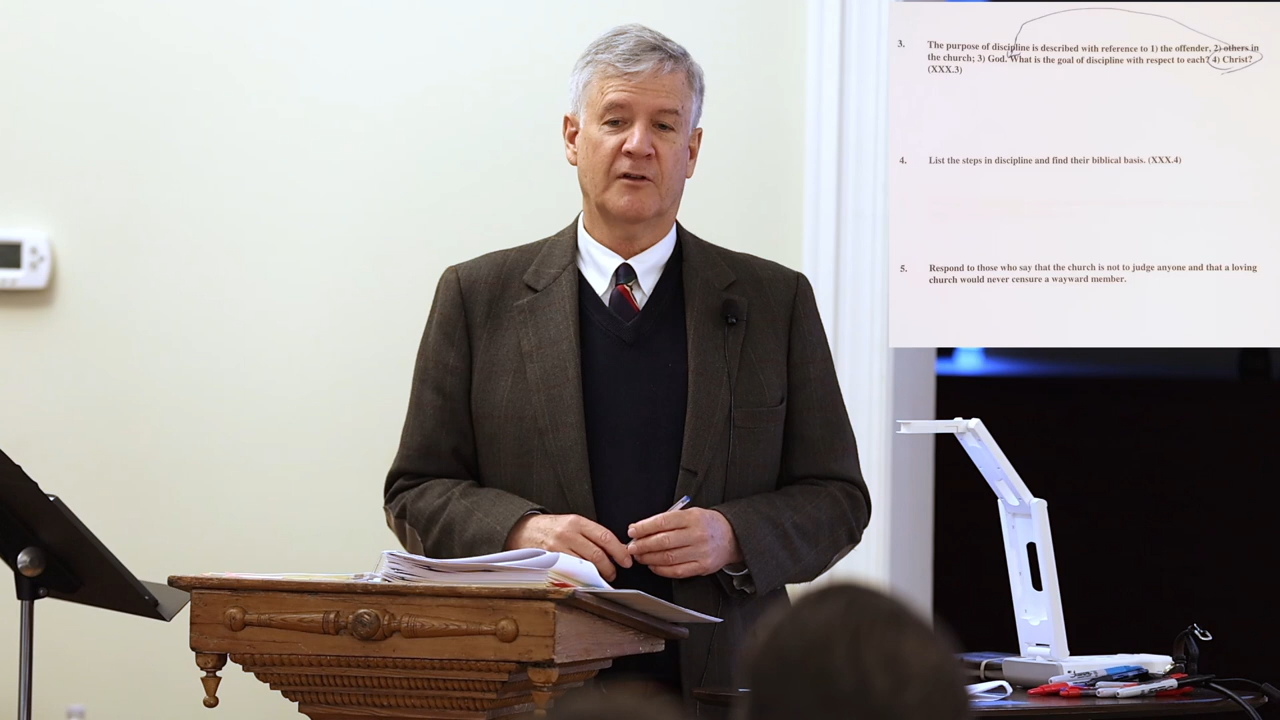 3. The purpose of discipline is described with reference to 1) the offender, 2) others in
the church; 3) God. What is the goal of discipline with respect to each? 4) Christ?
(XXX.3)
4. List the steps in discipline and find their biblical basis. (XXX.4)
5. Respond to those who say that the church is not to judge anyone and that a loving
church would never censure a wayward member.